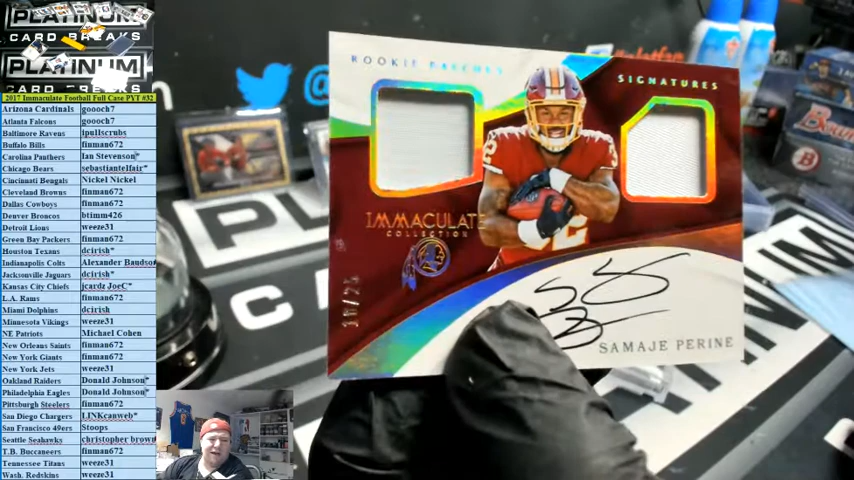 PLATINUM
CARD BREAKS
PLATINUM
CARD BREAKS
2017 Immaculate Football Full Case PYT #32
Arizona Cardinals goooch7
Atlanta Falcons goooch7
Baltimore Ravens ipullscrubs
Buffalo Bills finman672
Carolina Panthers Ian Stevenson*
Chicago Bears sebastiantelfair*
Cincinnati Bengals Nickel Nickel
Cleveland Browns finman672
Dallas Cowboys finman672
Denver Broncos btimm426
Detroit Lions weeze31
Green Bay Packers finman672
Houston Texans dcirish*
Indianapolis Colts Alexander Baudson
Jacksonville Jaguars dcirish*
Kansas City Chiefs jcardz JoeC*
L.A. Rams finman672
Miami Dolphins dcirish
Minnesota Vikings weeze31
NE Patriots Michael Cohen
New Orleans Saints finman672
New York Giants finman672
New York Jets weeze31
Oakland Raiders Donald Johnson*
Philadelphia Eagles Donald Johnson*
Pittsburgh Steelers finman672
San Diego Chargers LINKcanweb*
San Francisco 49ers Stoops
Seattle Seahawks christopher brown
T.B. Buccaneers finman672
Tennessee Titans weeze31
Wash. Redskins weeze31
ROOKIE PATCHES
SIGNATURES
IMMACULATE
COLLECTION
SAMAJE PERINE
Bowman